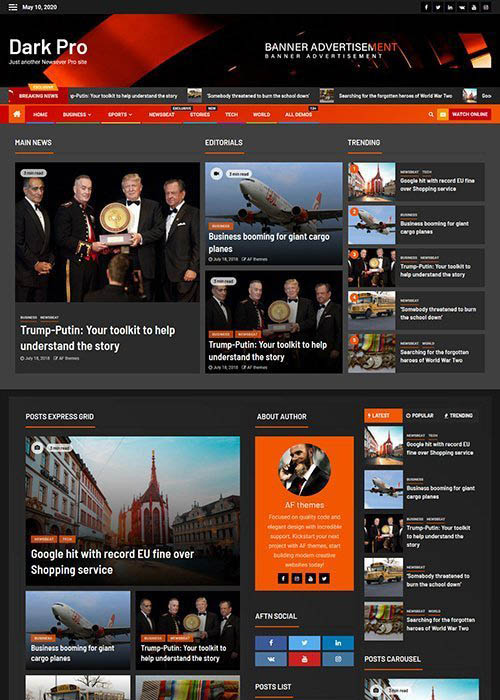 May 10, 2020
Dark Pro
Just another Newsever Pro site
BANNER ADVERTISEMENT
BANNER ADVERTISEMENT
EXCLUSIVE
BREAKING NEWS
p-Putin: Your toolkit to help understand the story
'Somebody threatened to burn the school down'
Searching for the forgotten heroes of World War Two
Goo
HOME
BUSINESS
SPORTS
NEWSBEAT
EXCLUSIVE
STORIES
NEW
TECH
WORLD
ALL DEMOS
WATCH ONLINE
MAIN NEWS
3 min read
BUSINESS NEWSBEAT
Trump-Putin: Your toolkit to help
understand the story
July 18, 2018 AF themes
EDITORIALS
3 min read
BUSINESS
Business booming for giant cargo
planes
July 18, 2018 AF themes
3 min read
BUSINESS NEWSBEAT
Trump-Putin: Your toolkit to help
understand the story
July 18, 2018 AF themes
TRENDING
1
NEWSBEAT TECH
Google hit with record EU fine
over Shopping service
2
BUSINESS
Business booming for giant
cargo planes
3
BUSINESS NEWSBEAT
Trump-Putin: Your toolkit to
help understand the story
4
NEWSBEAT
'Somebody threatened to burn
the school down'
5
NEWSBEAT WORLD
Searching for the forgotten
heroes of World War Two
POSTS EXPRESS GRID
3 min read
NEWSBEAT TECH
Google hit with record EU fine over
Shopping service
BUSINESS
Business booming for
giant cargo planes
BUSINESS NEWSBEAT
Trump-Putin: Your toolkit
to help understand the story
ABOUT AUTHOR
AF themes
Focused on quality code and
elegant design with incredible
support. Kickstart your next
project with AF themes, start
building modern creative
websites today!
AFTN SOCIAL
POSTS LIST
LATEST
POPULAR
TRENDING
NEWSBEAT TECH
Google hit with record EU
fine over Shopping service
BUSINESS
Business booming for giant
cargo planes
BUSINESS NEWSBEAT
Trump-Putin: Your toolkit
to help understand the
story
NEWSBEAT
'Somebody threatened to
burn the school down'
NEWSBEAT WORLD
Searching for the forgotten
heroes of World War Two
POSTS CAROUSEL